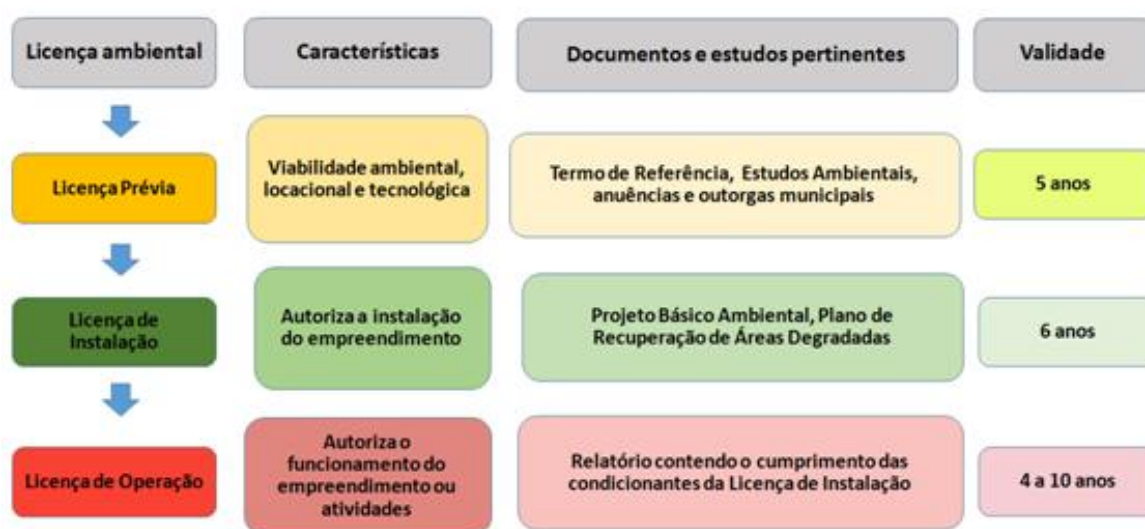 Licença ambiental
Características
Documentos e estudos pertinentes
Validade
Licença Prévia
Viabilidade ambiental,
locacional e tecnológica
Termo de Referência, Estudos Ambientais,
anuências e outorgas municipais
5 anos
Licença de
Instalação
Autoriza a instalação
do empreendimento
Projeto Básico Ambiental, Plano de
Recuperação de Áreas Degradadas
6 anos
Licença de Operação
Autoriza o
funcionamento do
empreendimento ou
atividades
Relatório contendo o cumprimento das
condicionantes da Licença de Instalação
4 a 10 anos